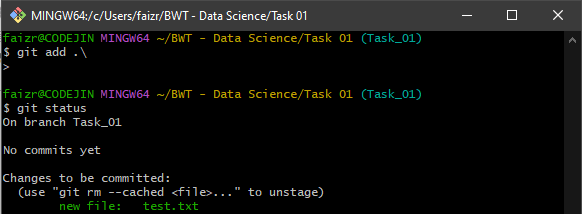 MINGW64:/c/Users/faizr/BWT - Data Science/Task 01
faizr@CODEJIN MINGW64 ~/BWT - Data Science/Task 01 (Task_01)
$ git add .\
>
faizr@CODEJIN MINGW64 ~/BWT - Data Science/Task 01 (Task_01)
$ git status
On branch Task_01
No commits yet
Changes to be committed:
  (use "git rm --cached <file>..." to unstage)
        new file:   test.txt